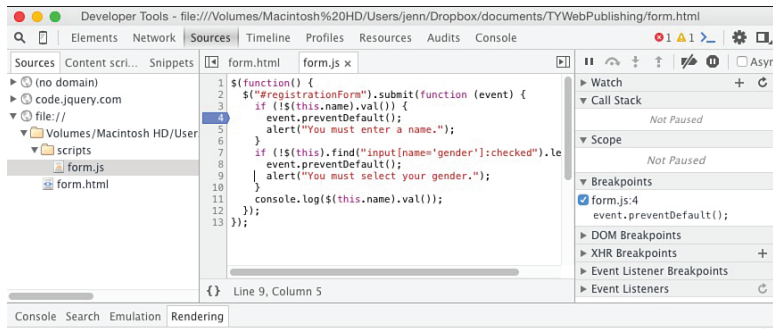 Developer Tools - file:///Volumes/Macintosh%20HD/Users/jenn/Dropbox/documents/TYWebPublishing/form.html
Elements Network Sources Timeline Profiles Resources Audits Console 1 1
Sources Content scri... Snippets
(no domain)
code.jquery.com
file://
Volumes/Macintosh HD/User
scripts
form.js
form.html
form.html form.js ×
1 $(function() {
2 $("#registrationForm").submit(function (event) {
3 if (!$(this.name).val()) {
4 event.preventDefault();
5 alert("You must enter a name.");
6 }
7 if (!$(this).find("input[name='gender']:checked").le
8 event.preventDefault();
9 alert("You must select your gender.");
10 }
11 console.log($(this.name).val());
12 });
13 });
{} Line 9, Column 5
Asyn
Watch
Call Stack
Not Paused
Scope
Not Paused
Breakpoints
form.js:4
event.preventDefault();
DOM Breakpoints
XHR Breakpoints
Event Listener Breakpoints
Event Listeners
Console Search Emulation Rendering